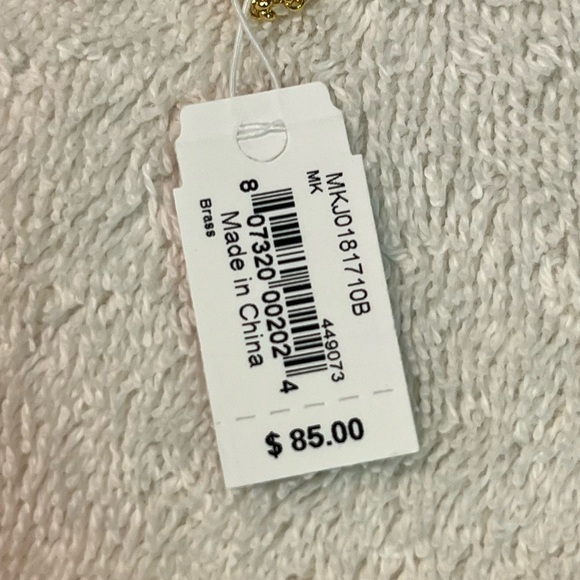 MKJ0181710B
MK 449073
8 07320 00202 4
Made in China
Brass
$ 85.00